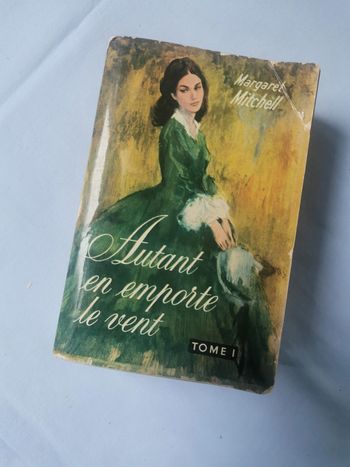 Margaret
Mitchell
Autant
en emporte
le vent
TOME I